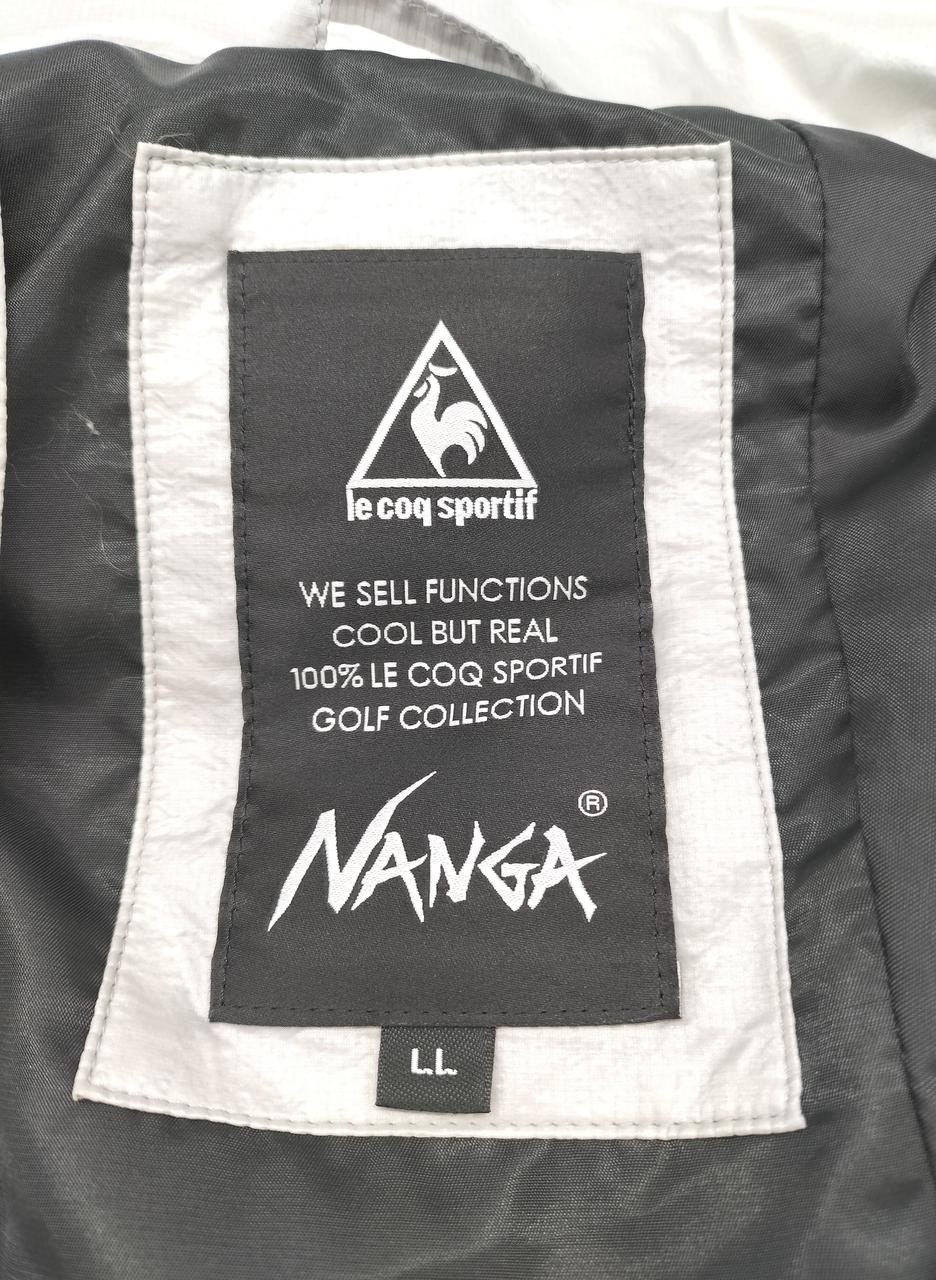 le coq sportif
WE SELL FUNCTIONS
COOL BUT REAL
100% LE COQ SPORTIF
GOLF COLLECTION
NANGA®
LL